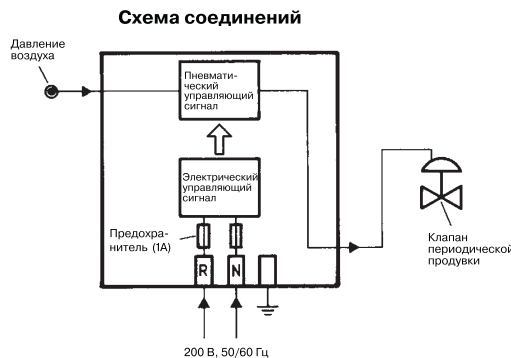 Схема соединений
Давление
воздуха
Пневмати-
ческий
управляющий
сигнал
Электрический
управляющий
сигнал
Предохра-
нитель (1А)
R
N
Клапан
периодической
продувки
200 В, 50/60 Гц